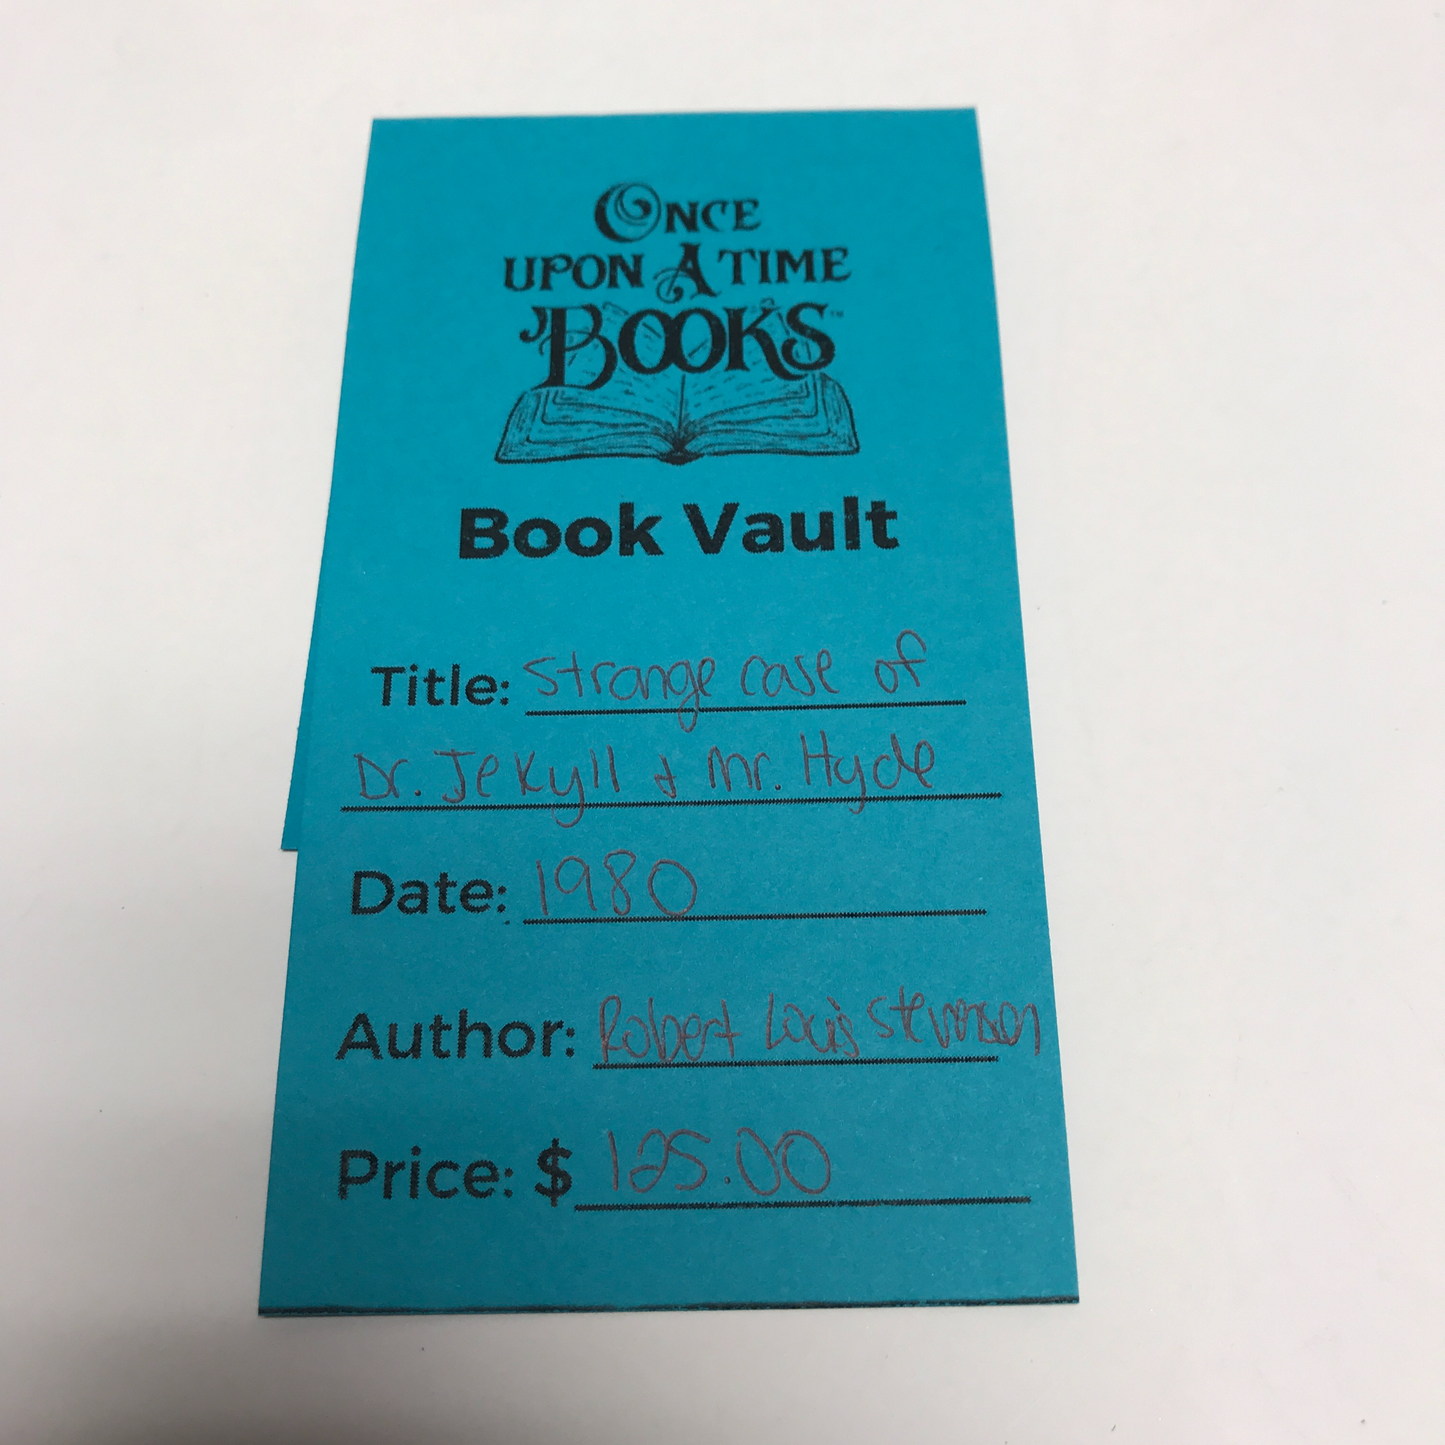 ONCE
UPON A TIME
BOOKS™
Book Vault
Title: Strange case of
Dr. Jekyll & Mr. Hyde
Date: 1980
Author: Robert Louis Stevenson
Price: $ 125.00